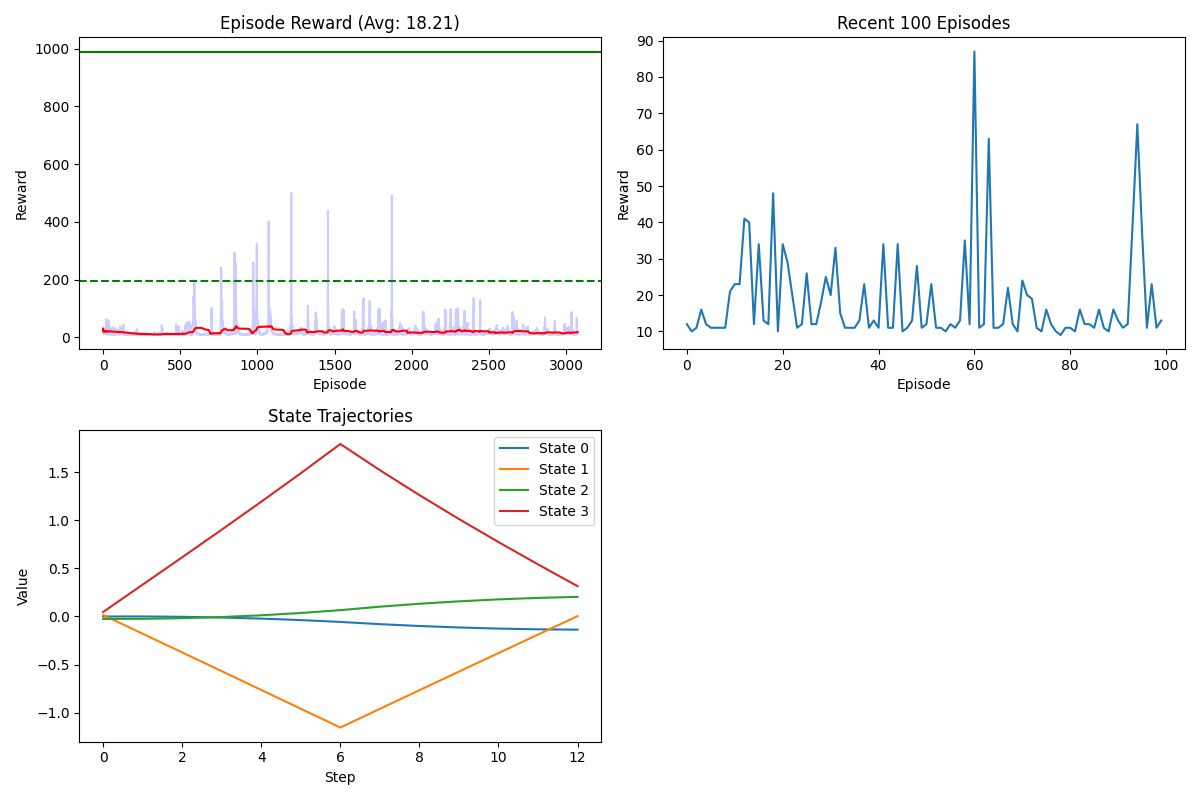 Episode Reward (Avg: 18.21)
Reward
1000
800
600
400
200
0
0 500 1000 1500 2000 2500 3000
Episode
Recent 100 Episodes
Reward
90
80
70
60
50
40
30
20
10
0 20 40 60 80 100
Episode
State Trajectories
Value
1.5
1.0
0.5
0.0
−0.5
−1.0
State 0
State 1
State 2
State 3
0 2 4 6 8 10 12
Step